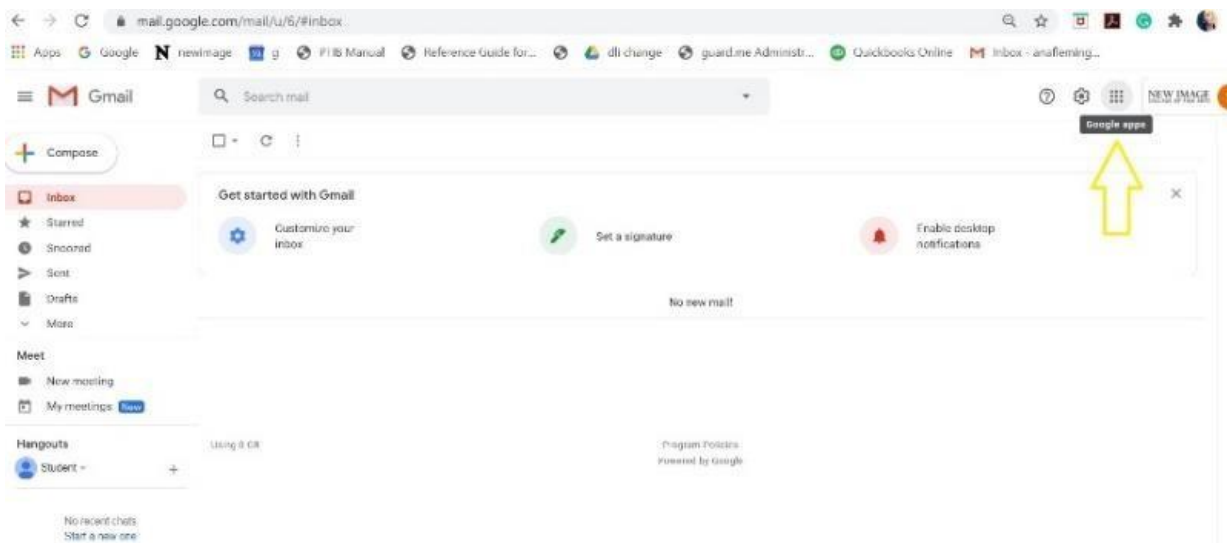 mail.google.com/mail/u/6/#inbox
Apps Google newimage g PTIB Manual Reference Guide for... dli change guard.me Administr... Quickbooks Online Inbox - anafleming...
Gmail Search mail NEW IMAGE
Google apps
Compose
Inbox
Starred
Snoozed
Sent
Drafts
More
Get started with Gmail
Customize your
inbox
Set a signature
Enable desktop
notifications
No new mail!
Meet
New meeting
My meetings New
Hangouts
Student
Using 0 GB
Program Policies
Powered by Google
No recent chats
Start a new one